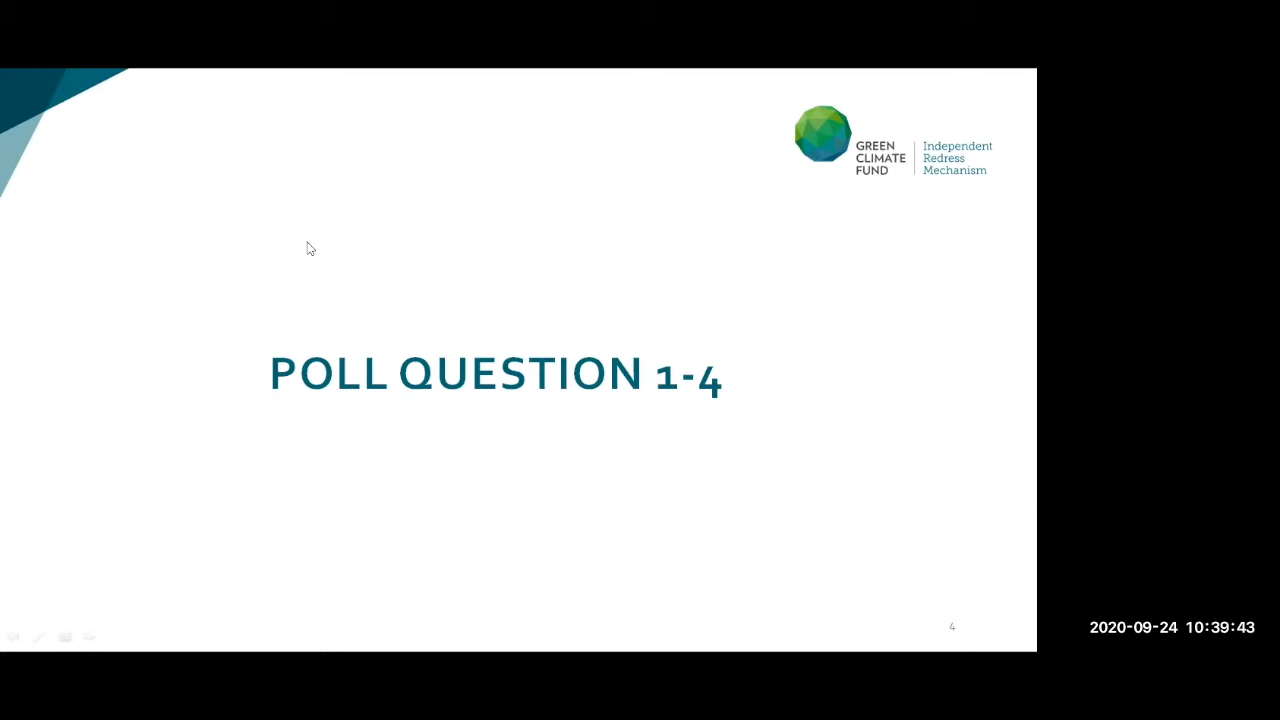 GREEN
CLIMATE
FUND
Independent
Redress
Mechanism
POLL QUESTION 1-4
4
2020-09-24 10:39:43